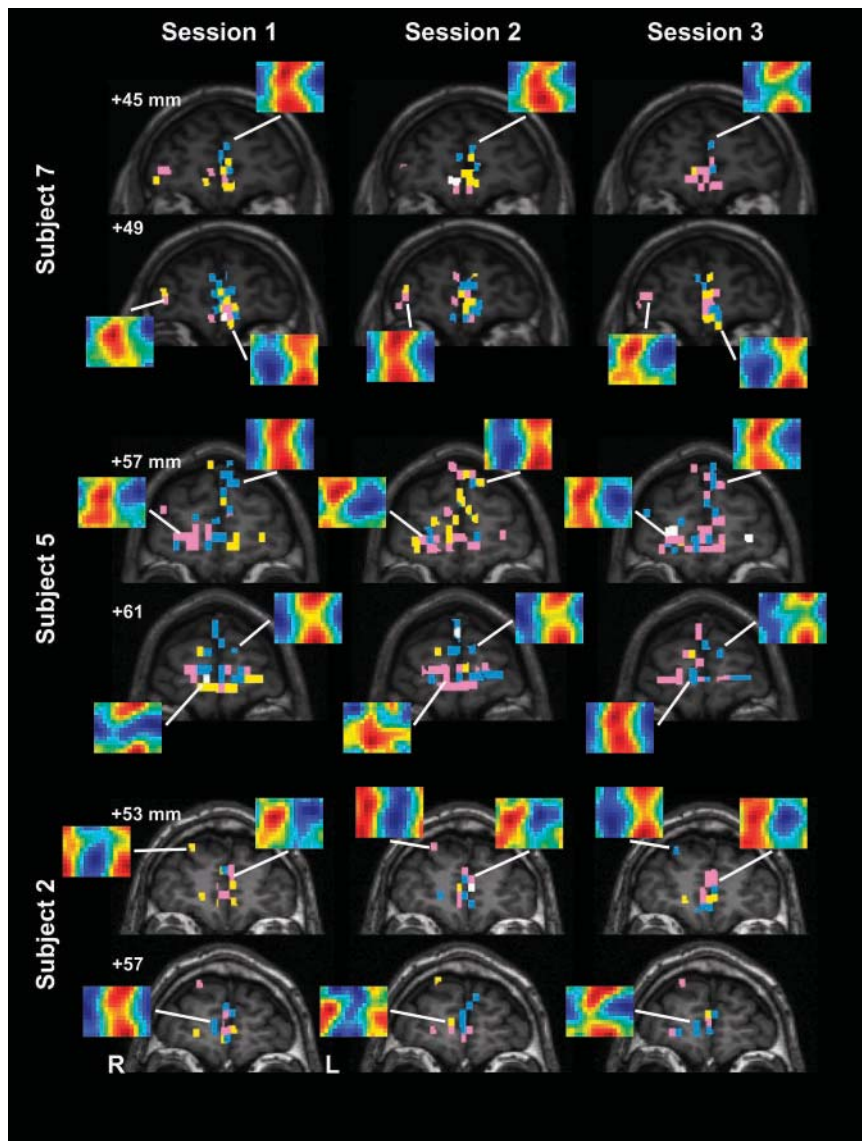 Session 1 Session 2 Session 3
Subject 7
+45 mm
+49
Subject 5
+57 mm
+61
Subject 2
+53 mm
+57
R L